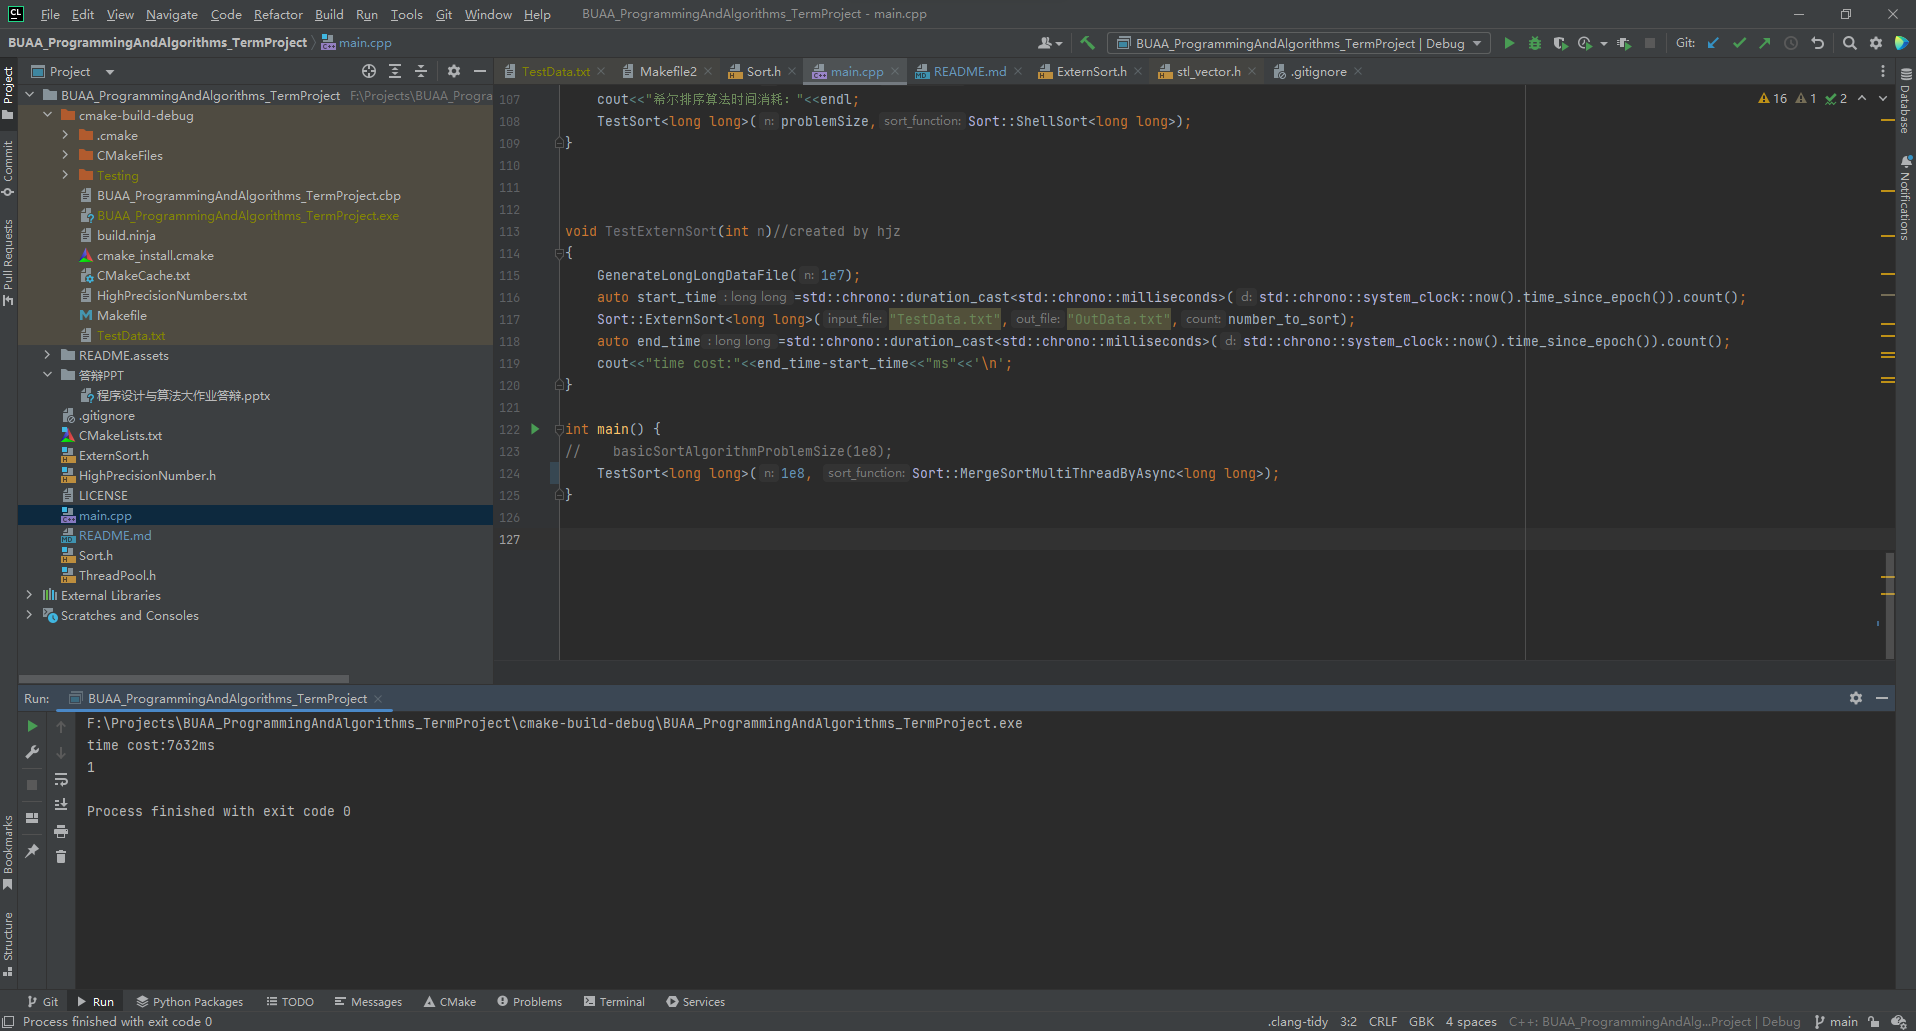 File Edit View Navigate Code Refactor Build Run Tools Git Window Help BUAA_ProgrammingAndAlgorithms_TermProject - main.cpp
BUAA_ProgrammingAndAlgorithms_TermProject main.cpp BUAA_ProgrammingAndAlgorithms_TermProject | Debug Git:
Project
TestData.txt Makefile2 Sort.h main.cpp README.md ExternSort.h stl_vector.h .gitignore
Project
Commit
Pull Requests
Bookmarks
Structure
BUAA_ProgrammingAndAlgorithms_TermProject F:\Projects\BUAA_Progra
cmake-build-debug
.cmake
CMakeFiles
Testing
BUAA_ProgrammingAndAlgorithms_TermProject.cbp
BUAA_ProgrammingAndAlgorithms_TermProject.exe
build.ninja
cmake_install.cmake
CMakeCache.txt
HighPrecisionNumbers.txt
Makefile
TestData.txt
README.assets
答辩PPT
程序设计与算法大作业答辩.pptx
.gitignore
CMakeLists.txt
ExternSort.h
HighPrecisionNumber.h
LICENSE
main.cpp
README.md
Sort.h
ThreadPool.h
External Libraries
Scratches and Consoles
16 1 2
107 cout<<"希尔排序算法时间消耗："<<endl;
108 TestSort<long long>( n: problemSize, sort_function: Sort::ShellSort<long long>);
109 }
110
111
112
113 void TestExternSort(int n)//created by hjz
114 {
115 GenerateLongLongDataFile( n: 1e7);
116 auto start_time : long long =std::chrono::duration_cast<std::chrono::milliseconds>( d: std::chrono::system_clock::now().time_since_epoch()).count();
117 Sort::ExternSort<long long>( input_file: "TestData.txt", out_file: "OutData.txt", count: number_to_sort);
118 auto end_time : long long =std::chrono::duration_cast<std::chrono::milliseconds>( d: std::chrono::system_clock::now().time_since_epoch()).count();
119 cout<<"time cost:"<<end_time-start_time<<"ms"<<'\n';
120 }
121
122 int main() {
123 // basicSortAlgorithmProblemSize(1e8);
124 TestSort<long long>( n: 1e8, sort_function: Sort::MergeSortMultiThreadByAsync<long long>);
125 }
126
127
Database
Notifications
Run: BUAA_ProgrammingAndAlgorithms_TermProject
F:\Projects\BUAA_ProgrammingAndAlgorithms_TermProject\cmake-build-debug\BUAA_ProgrammingAndAlgorithms_TermProject.exe
time cost:7632ms
1
Process finished with exit code 0
Git Run Python Packages TODO Messages CMake Problems Terminal Services
Process finished with exit code 0 .clang-tidy 3:2 CRLF GBK 4 spaces C++: BUAA_ProgrammingAndAlg...Project | Debug main